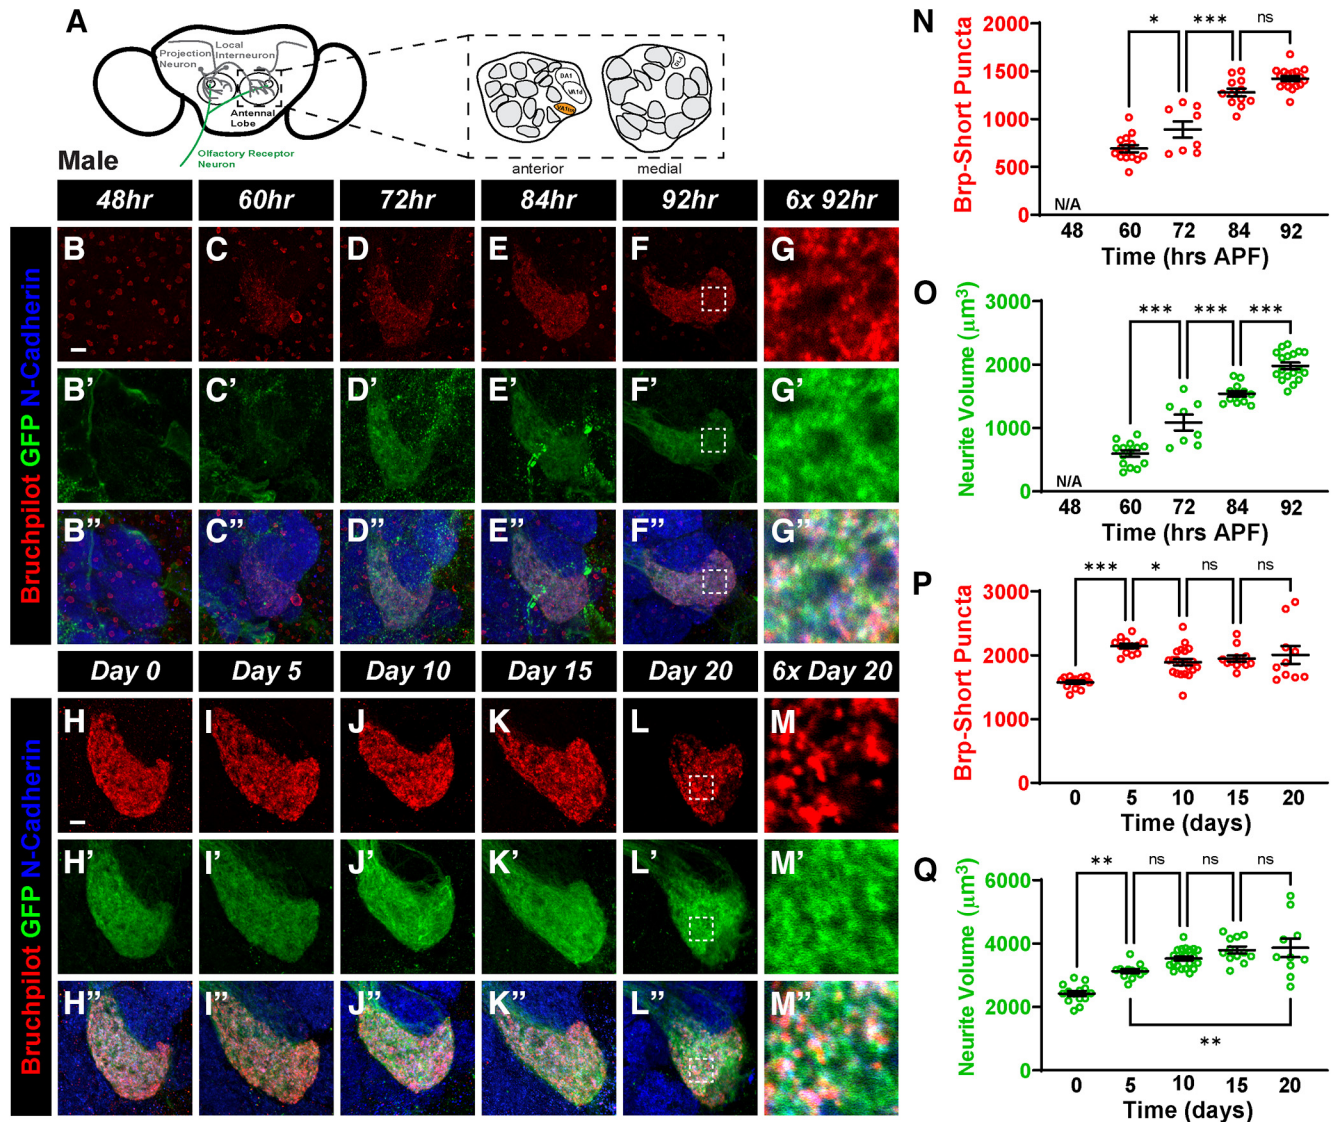 A
Projection
Neuron
Local
Interneuron
Antennal
Lobe
Olfactory Receptor
Neuron
DA1
VA1d
VA1lm
DL4
anterior
medial
Male
48hr
60hr
72hr
84hr
92hr
6x 92hr
Bruchpilot GFP N-Cadherin
B
C
D
E
F
G
B’
C’
D’
E’
F’
G’
B”
C”
D”
E”
F”
G”
Day 0
Day 5
Day 10
Day 15
Day 20
6x Day 20
Bruchpilot GFP N-Cadherin
H
I
J
K
L
M
H’
I’
J’
K’
L’
M’
H”
I”
J”
K”
L”
M”
N
Brp-Short Puncta
2000
1500
1000
500
0
* *** ns
N/A
48 60 72 84 92
Time (hrs APF)
O
Neurite Volume (µm³)
3000
2000
1000
0
*** *** ***
N/A
48 60 72 84 92
Time (hrs APF)
P
Brp-Short Puncta
3000
2000
1000
0
*** * ns ns
0 5 10 15 20
Time (days)
Q
Neurite Volume (µm³)
6000
4000
2000
0
** ns ns ns
**
0 5 10 15 20
Time (days)